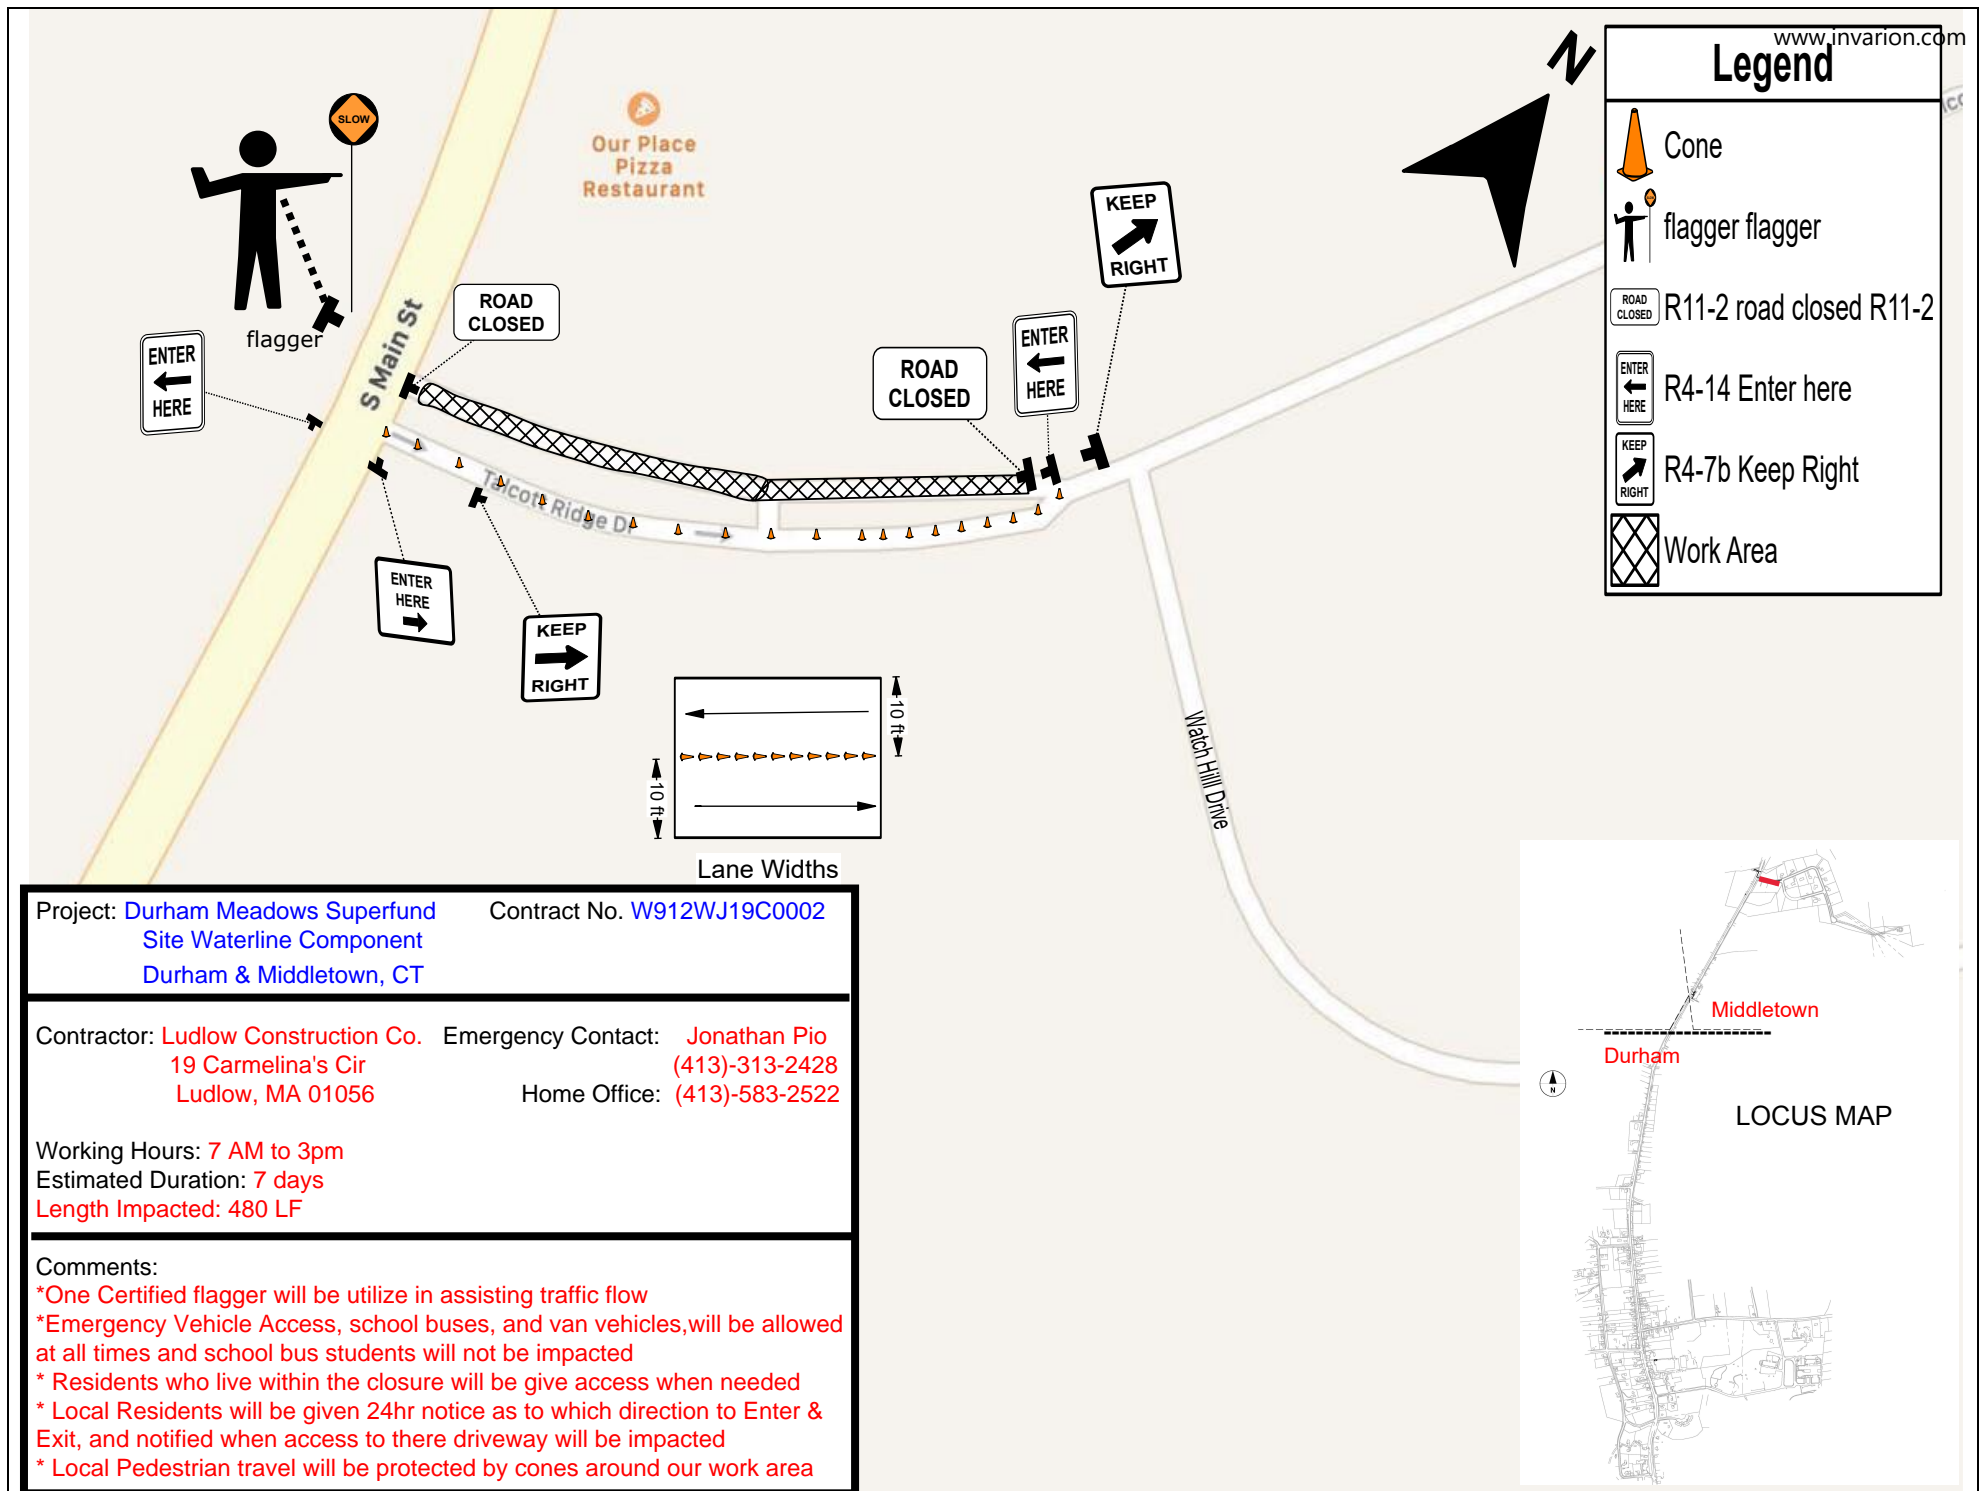 www.invarion.com
N
Legend
Cone
flagger flagger
ROAD
CLOSED
R11-2 road closed R11-2
ENTER
HERE
R4-14 Enter here
KEEP
RIGHT
R4-7b Keep Right
Work Area
SLOW
flagger
Our Place
Pizza
Restaurant
KEEP
RIGHT
ENTER
HERE
ROAD
CLOSED
S Main St
ROAD
CLOSED
ENTER
HERE
Talcott Ridge Dr
ENTER
HERE
KEEP
RIGHT
10 ft
10 ft
Lane Widths
Watch Hilll Drive
Project: Durham Meadows Superfund Contract No. W912WJ19C0002
Site Waterline Component
Durham & Middletown, CT
Contractor: Ludlow Construction Co. Emergency Contact: Jonathan Pio
19 Carmelina's Cir (413)-313-2428
Ludlow, MA 01056 Home Office: (413)-583-2522
Working Hours: 7 AM to 3pm
Estimated Duration: 7 days
Length Impacted: 480 LF
Comments:
*One Certified flagger will be utilize in assisting traffic flow
*Emergency Vehicle Access, school buses, and van vehicles,will be allowed
at all times and school bus students will not be impacted
* Residents who live within the closure will be give access when needed
* Local Residents will be given 24hr notice as to which direction to Enter &
Exit, and notified when access to there driveway will be impacted
* Local Pedestrian travel will be protected by cones around our work area
Middletown
Durham
N
LOCUS MAP